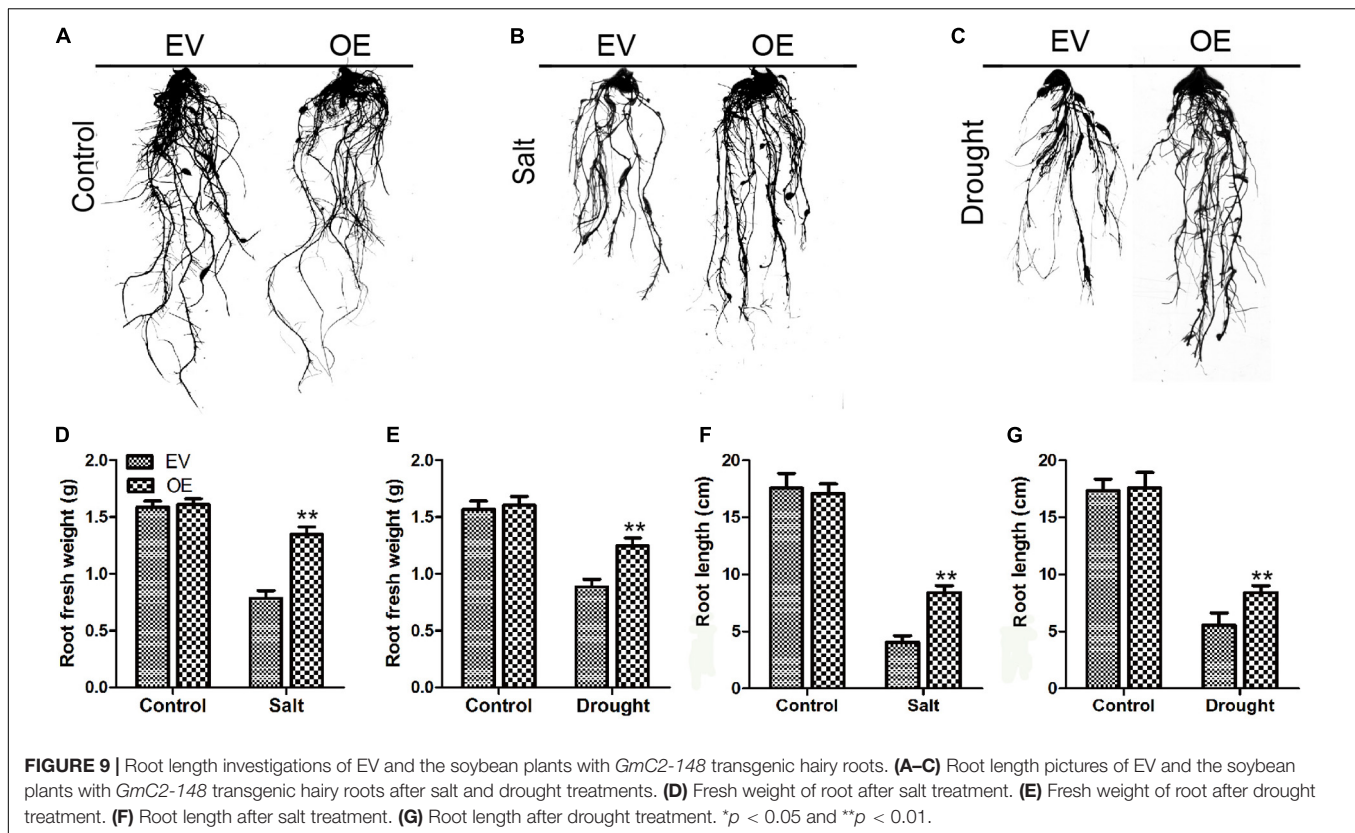 A
EV OE
Control
B
EV OE
Salt
C
EV OE
Drought
D
Root fresh weight (g)
2.0
1.5
1.0
0.5
0.0
EV
OE
**
Control Salt
E
Root fresh weight (g)
2.0
1.5
1.0
0.5
0.0
**
Control Drought
F
Root length (cm)
20
15
10
5
0
**
Control Salt
G
Root length (cm)
20
15
10
5
0
**
Control Drought
FIGURE 9 | Root length investigations of EV and the soybean plants with GmC2-148 transgenic hairy roots. (A–C) Root length pictures of EV and the soybean
plants with GmC2-148 transgenic hairy roots after salt and drought treatments. (D) Fresh weight of root after salt treatment. (E) Fresh weight of root after drought
treatment. (F) Root length after salt treatment. (G) Root length after drought treatment. *p < 0.05 and **p < 0.01.